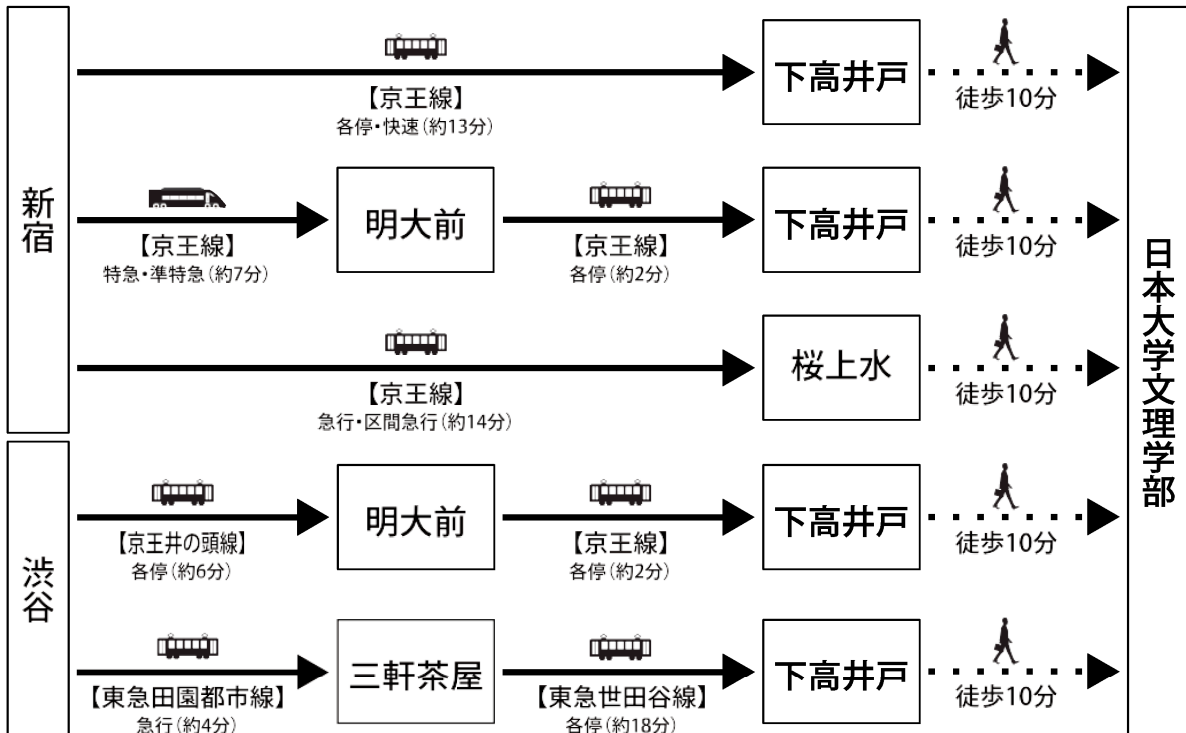 新宿
【京王線】
各停・快速(約13分)
下高井戸
徒歩10分
【京王線】
特急・準特急(約7分)
明大前
【京王線】
各停(約2分)
下高井戸
徒歩10分
【京王線】
急行・区間急行(約14分)
桜上水
徒歩10分
渋谷
【京王井の頭線】
各停(約6分)
明大前
【京王線】
各停(約2分)
下高井戸
徒歩10分
【東急田園都市線】
急行(約4分)
三軒茶屋
【東急世田谷線】
各停(約18分)
下高井戸
徒歩10分
日本大学文理学部